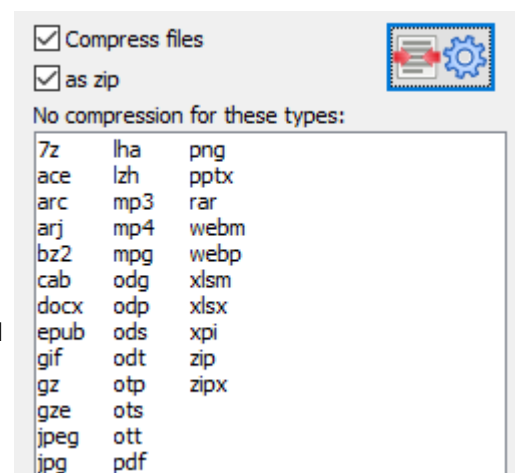 Compress files
as zip
No compression for these types:
7z lha png
ace lzh pptx
arc mp3 rar
arj mp4 webm
bz2 mpg webp
cab odg xlsm
docx odp xlsx
epub ods xpi
gif odt zip
gz otp zipx
gze ots
jpeg ott
jpg pdf